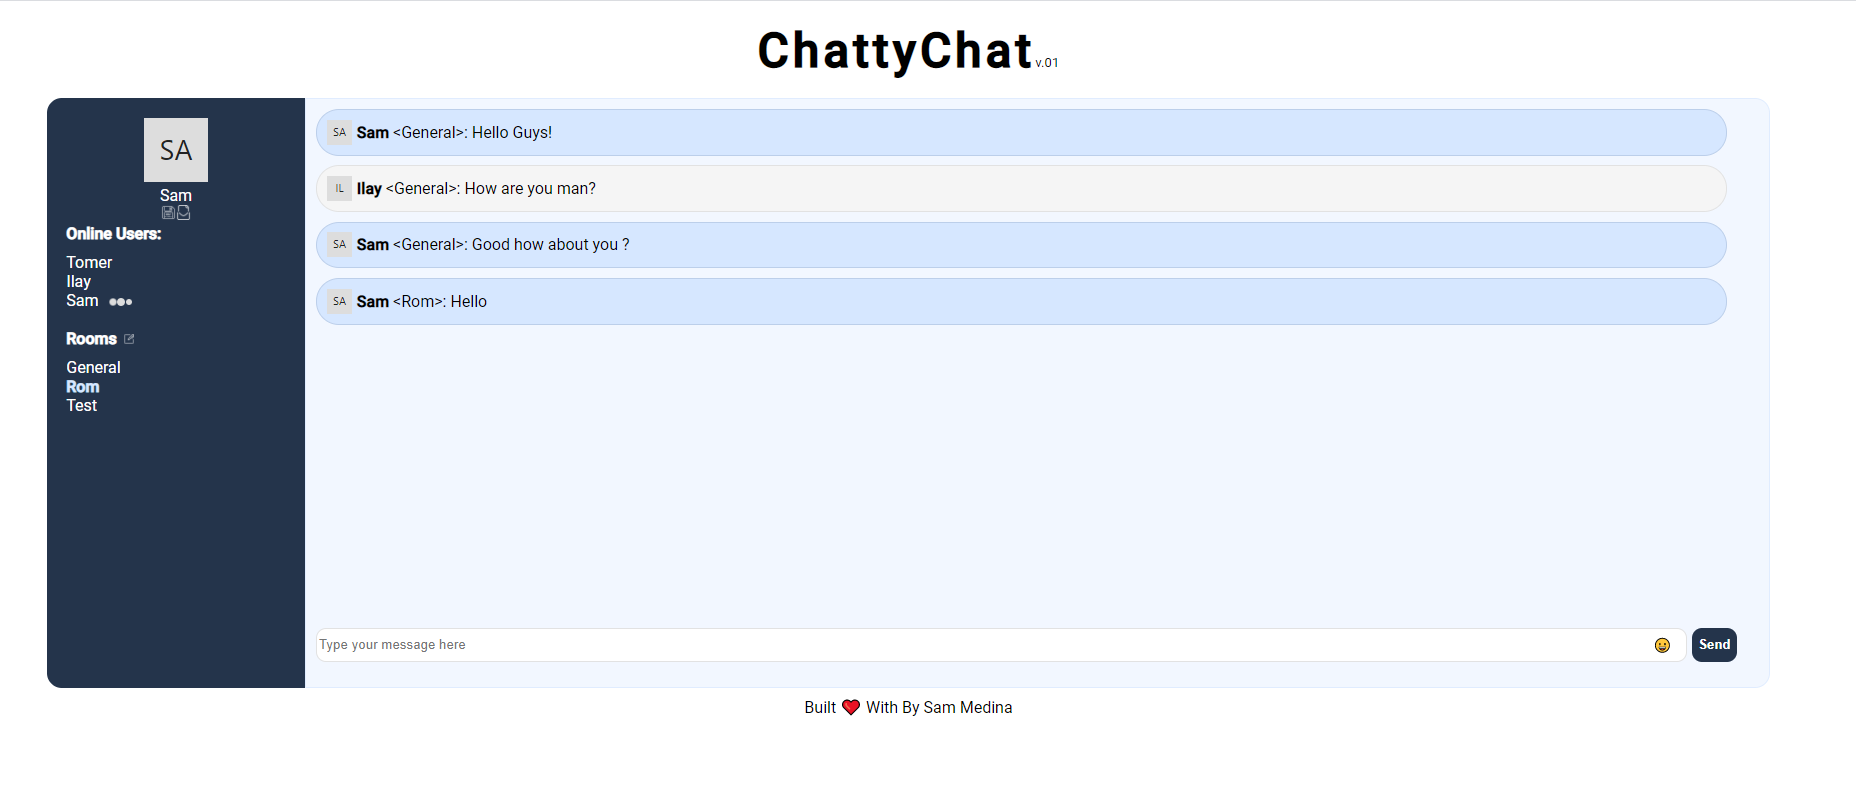 ChattyChat v.01
SA
Sam
Online Users:
Tomer
Ilay
Sam
Rooms
General
Rom
Test
SA Sam <General>: Hello Guys!
IL Ilay <General>: How are you man?
SA Sam <General>: Good how about you ?
SA Sam <Rom>: Hello
Type your message here
Send
Built ❤ With By Sam Medina